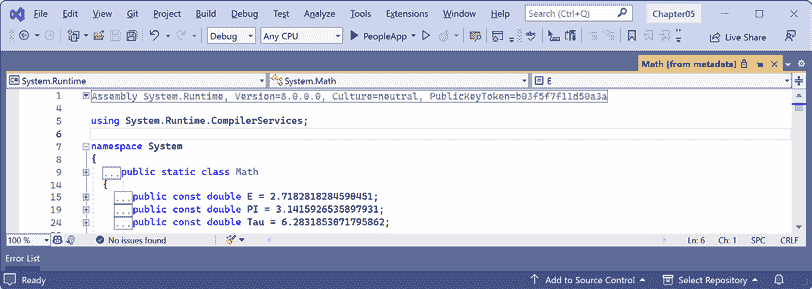 File Edit View Git Project Build Debug Test Analyze Tools Extensions Window Help Search (Ctrl+Q) Chapter05
Debug Any CPU PeopleApp Live Share
Math [from metadata]
System.Runtime System.Math E
1 Assembly System.Runtime, Version=8.0.0.0, Culture=neutral, PublicKeyToken=b03f5f7f11d50a3a
5 using System.Runtime.CompilerServices;
6
7 namespace System
8 {
9 ...public static class Math
14 {
15 ...public const double E = 2.7182818284590451;
19 ...public const double PI = 3.1415926535897931;
24 ...public const double Tau = 6.2831853071795862;
100 % No issues found Ln: 6 Ch: 1 SPC CRLF
Error List
Ready Add to Source Control Select Repository